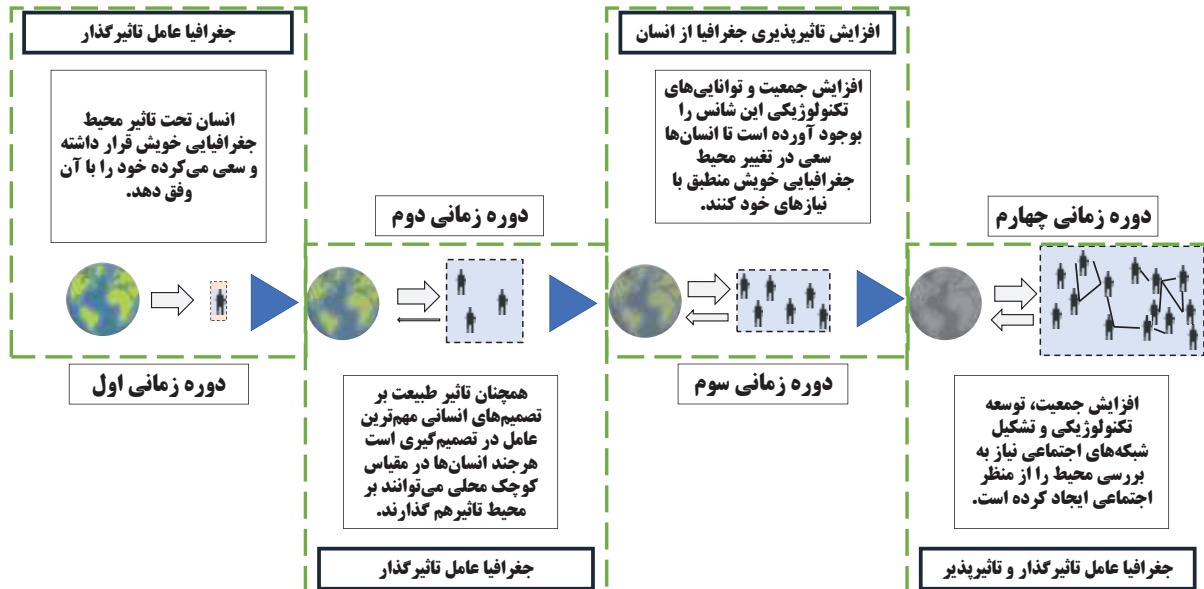 جغرافیا عامل تاثیرگذار
انسان تحت تاثیر محیط
جغرافیایی خویش قرار داشته
و سعی می‌کرده خود را با آن
وفق دهد.
دوره زمانی اول
دوره زمانی دوم
همچنان تاثیر طبیعت بر
تصمیم‌های انسانی مهم‌ترین
عامل در تصمیم‌گیری است
هرجند انسان‌ها در مقیاس
کوچک محلی می‌توانند بر
محیط تاثیرهم گذارند.
جغرافیا عامل تاثیرگذار
افزایش تاثیرپذیری جغرافیا از انسان
افزایش جمعیت و توانایی‌های
تکنولوژیکی این شانس را
بوجود آورده است تا انسان‌ها
سعی در تغییر محیط
جغرافیایی خویش منطبق با
نیازهای خود کنند.
دوره زمانی سوم
دوره زمانی چهارم
افزایش جمعیت، توسعه
تکنولوژیکی و تشکیل
شبکه‌های اجتماعی نیاز به
بررسی محیط را از منظر
اجتماعی ایجاد کرده است.
جغرافیا عامل تاثیرگذار و تاثیرپذیر